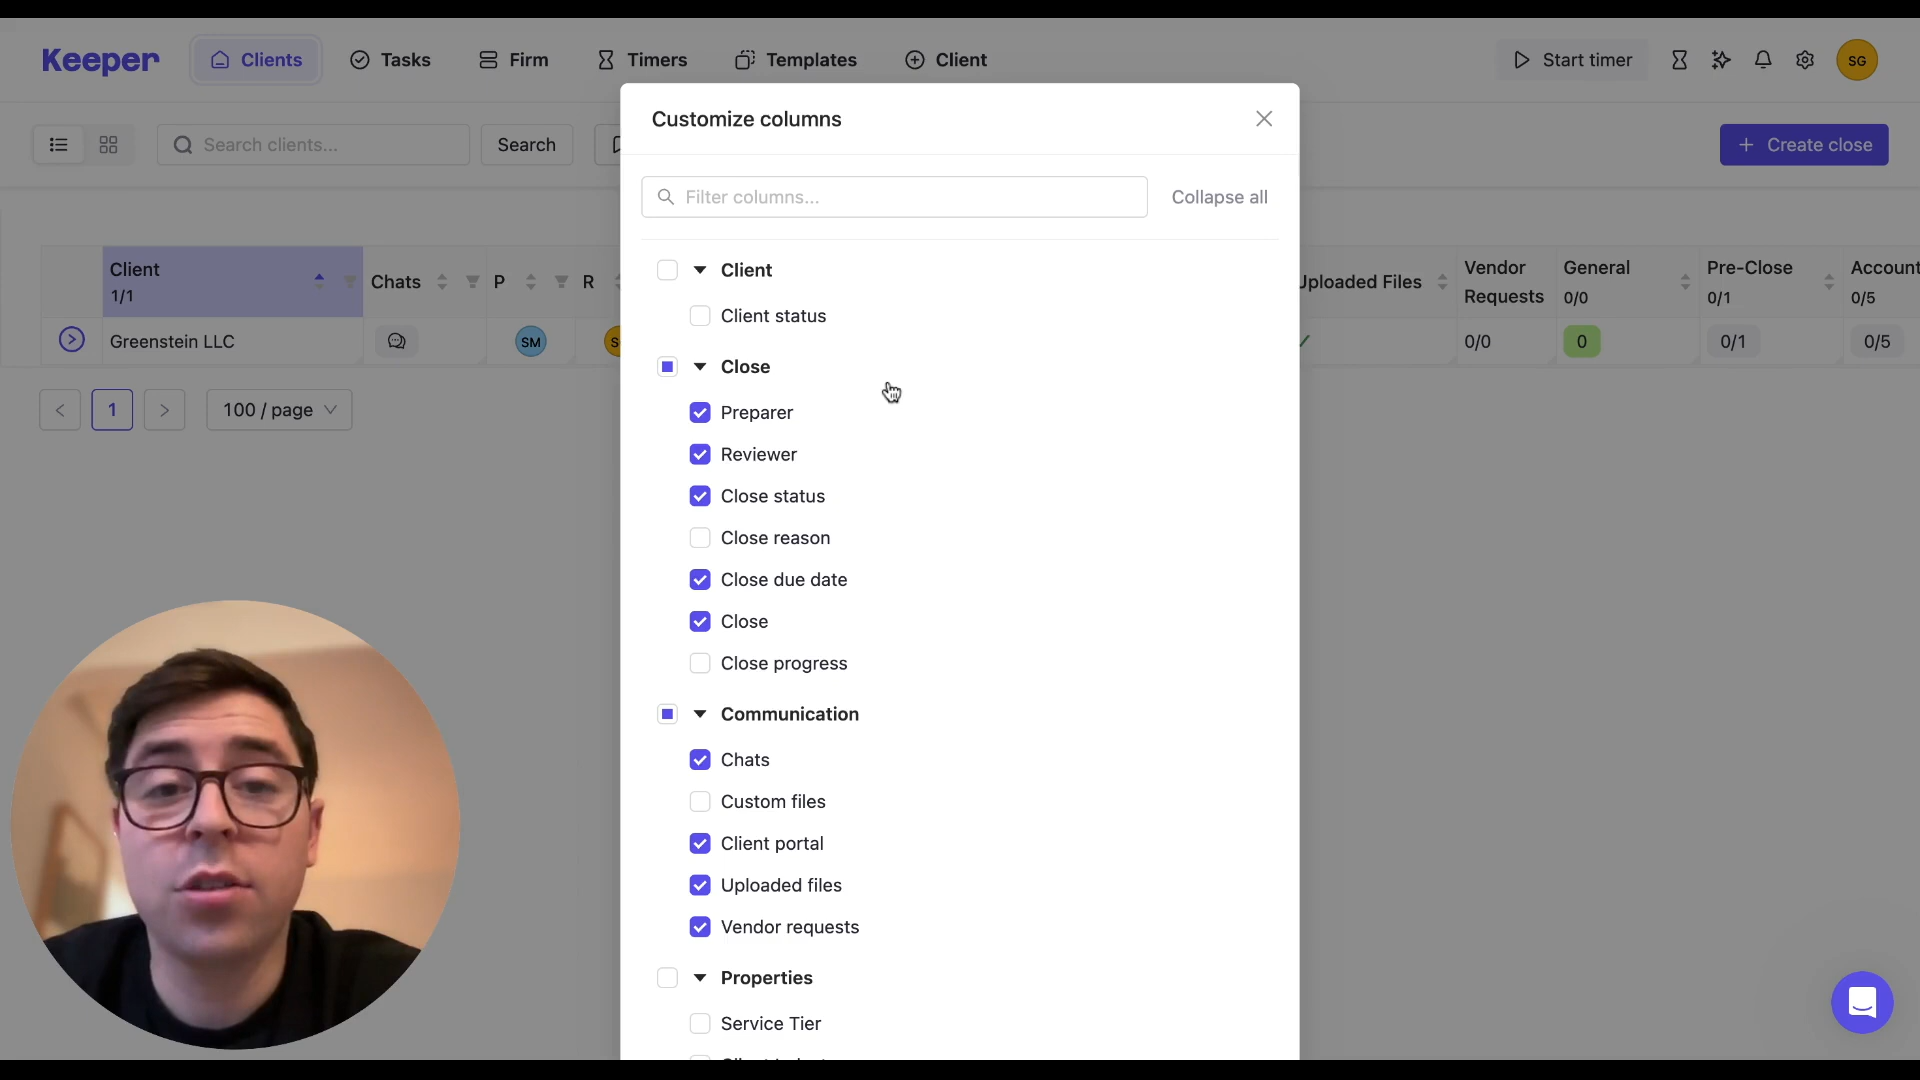 Keeper
Clients
Tasks
Firm
Timers
Templates
Client
Start timer
SG
Search clients...
Search
Create close
Customize columns
Filter columns...
Collapse all
Client
1/1
Chats
P
R
Uploaded Files
Vendor
Requests
General
0/0
Pre-Close
0/1
Account
0/5
Greenstein LLC
SM
0/0
0
0/1
0/5
1
100 / page
Client
Client status
Close
Preparer
Reviewer
Close status
Close reason
Close due date
Close
Close progress
Communication
Chats
Custom files
Client portal
Uploaded files
Vendor requests
Properties
Service Tier